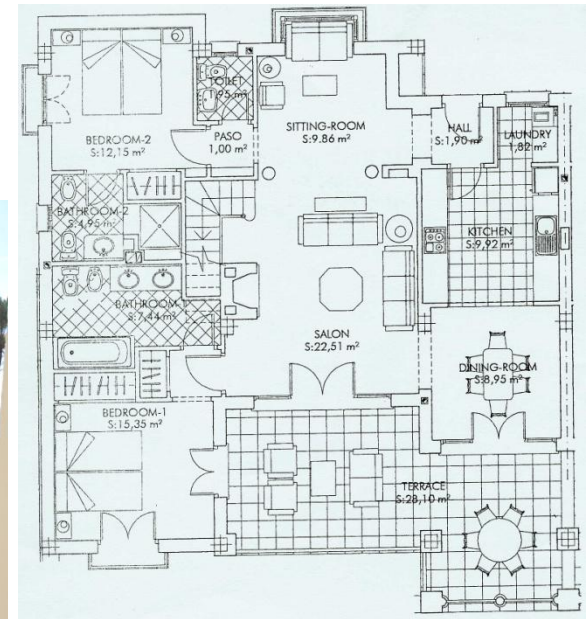 TOILET
1,95 m²
BEDROOM-2
S:12,15 m²
PASO
1,00 m²
SITTING-ROOM
S:9.86 m²
HALL
S:1,90 m²
LAUNDRY
1,82 m²
BATHROOM-2
S:4,95 m²
KITCHEN
S:9,92 m²
BATHROOM-
S:7,44 m²
SALON
S:22,51 m²
DINING-ROOM
S:8,95 m²
BEDROOM-1
S:15,35 m²
TERRACE
S:28,10 m²